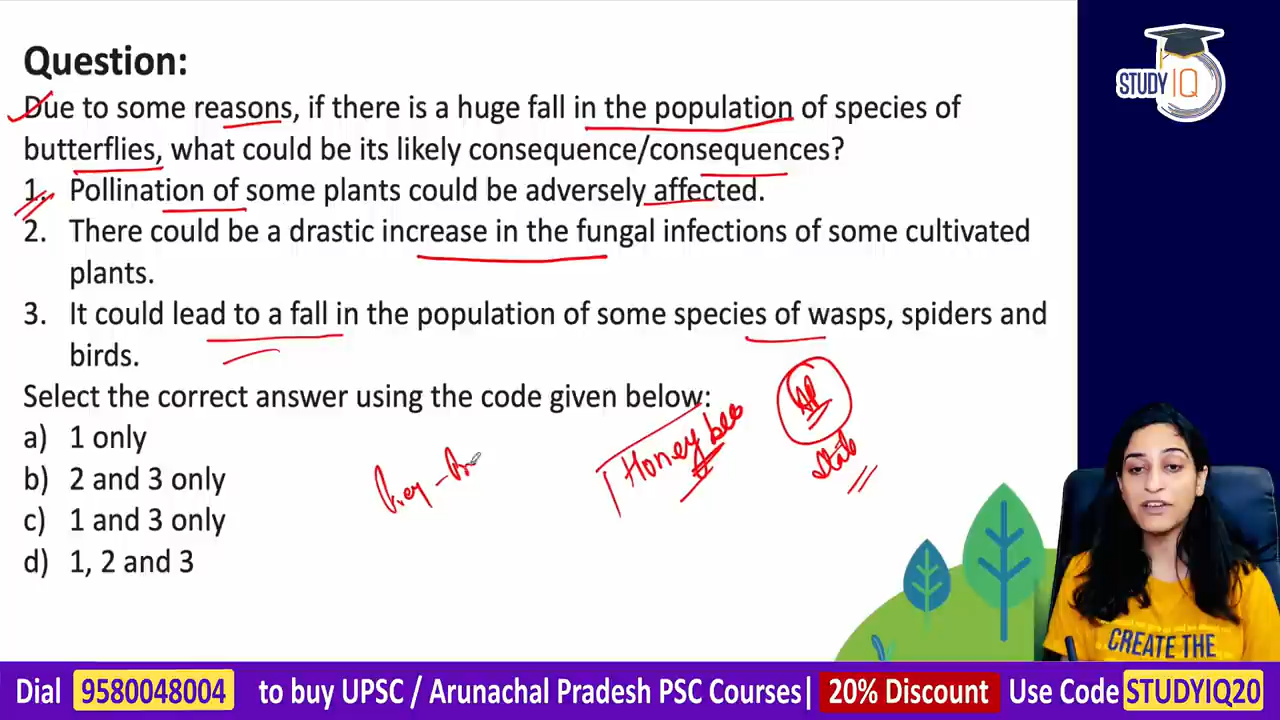 Question:
Due to some reasons, if there is a huge fall in the population of species of
butterflies, what could be its likely consequence/consequences?
1. Pollination of some plants could be adversely affected.
2. There could be a drastic increase in the fungal infections of some cultivated
plants.
3. It could lead to a fall in the population of some species of wasps, spiders and
birds.
Select the correct answer using the code given below:
a) 1 only
b) 2 and 3 only
c) 1 and 3 only
d) 1, 2 and 3
Honey bee
STUDY IQ
CREATE THE
Dial 9580048004 to buy UPSC / Arunachal Pradesh PSC Courses| 20% Discount Use Code STUDYIQ20